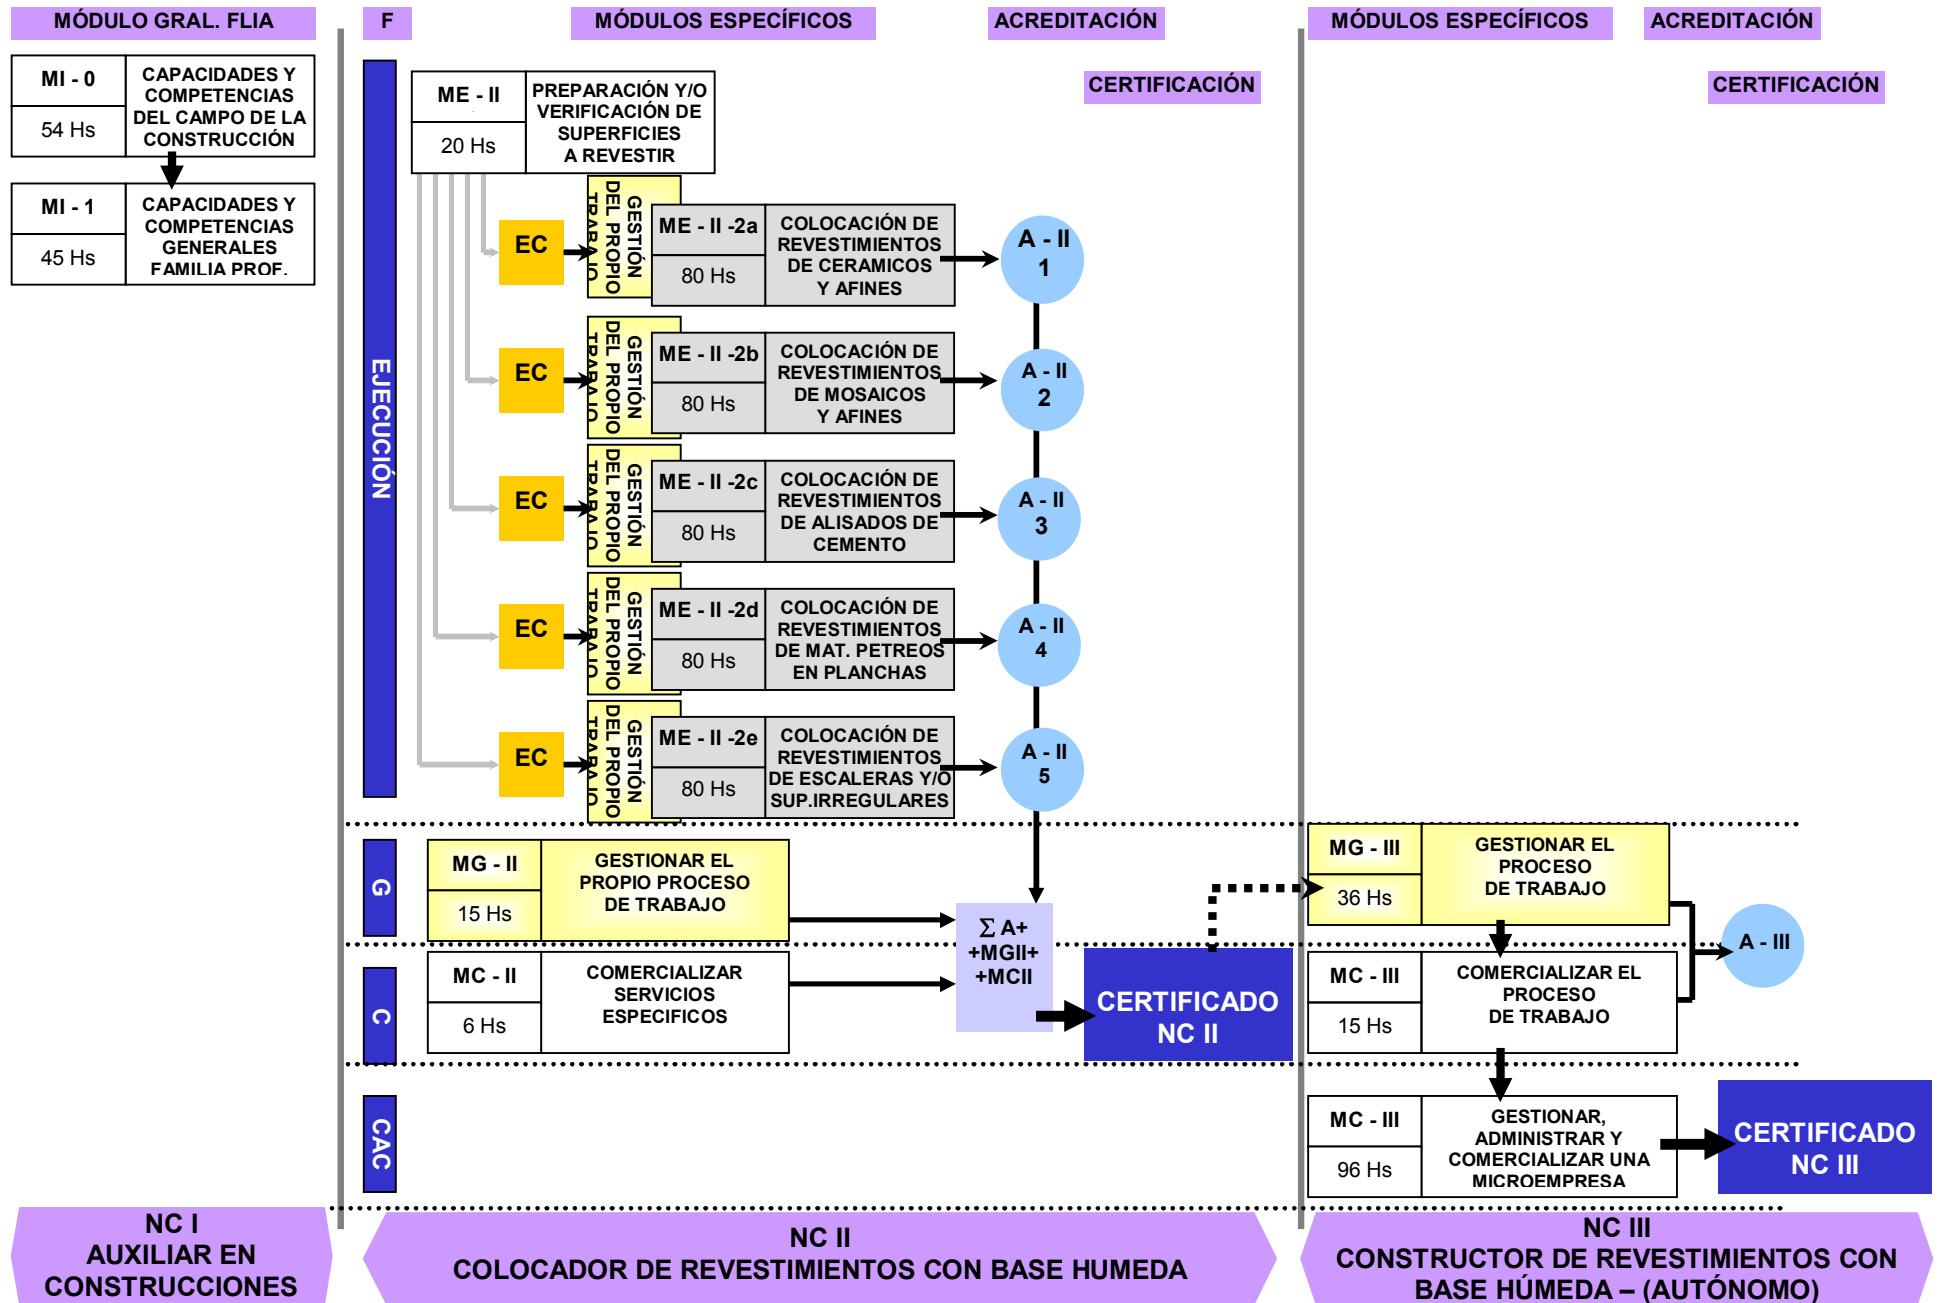 MÓDULO GRAL. FLIA
F
MÓDULOS ESPECÍFICOS
ACREDITACIÓN
MÓDULOS ESPECÍFICOS
ACREDITACIÓN
CERTIFICACIÓN
CERTIFICACIÓN
MI - 0
54 Hs
CAPACIDADES Y
COMPETENCIAS
DEL CAMPO DE LA
CONSTRUCCIÓN
MI - 1
45 Hs
CAPACIDADES Y
COMPETENCIAS
GENERALES
FAMILIA PROF.
EJECUCIÓN
ME - II
20 Hs
PREPARACIÓN Y/O
VERIFICACIÓN DE
SUPERFICIES
A REVESTIR
EC
GESTIÓN
DEL PROPIO
TRABAJO
ME - II -2a
80 Hs
COLOCACIÓN DE
REVESTIMIENTOS
DE CERAMICOS
Y AFINES
A - II
1
EC
GESTIÓN
DEL PROPIO
TRABAJO
ME - II -2b
80 Hs
COLOCACIÓN DE
REVESTIMIENTOS
DE MOSAICOS
Y AFINES
A - II
2
EC
GESTIÓN
DEL PROPIO
TRABAJO
ME - II -2c
80 Hs
COLOCACIÓN DE
REVESTIMIENTOS
DE ALISADOS DE
CEMENTO
A - II
3
EC
GESTIÓN
DEL PROPIO
TRABAJO
ME - II -2d
80 Hs
COLOCACIÓN DE
REVESTIMIENTOS
DE MAT. PETREOS
EN PLANCHAS
A - II
4
EC
GESTIÓN
DEL PROPIO
TRABAJO
ME - II -2e
80 Hs
COLOCACIÓN DE
REVESTIMIENTOS
DE ESCALERAS Y/O
SUP.IRREGULARES
A - II
5
G
MG - II
15 Hs
GESTIONAR EL
PROPIO PROCESO
DE TRABAJO
C
MC - II
6 Hs
COMERCIALIZAR
SERVICIOS
ESPECIFICOS
Σ A+
+MGII+
+MCII
CERTIFICADO
NC II
MG - III
36 Hs
GESTIONAR EL
PROCESO
DE TRABAJO
MC - III
15 Hs
COMERCIALIZAR EL
PROCESO
DE TRABAJO
A - III
CAC
MC - III
96 Hs
GESTIONAR,
ADMINISTRAR Y
COMERCIALIZAR UNA
MICROEMPRESA
CERTIFICADO
NC III
NC I
AUXILIAR EN
CONSTRUCCIONES
NC II
COLOCADOR DE REVESTIMIENTOS CON BASE HUMEDA
NC III
CONSTRUCTOR DE REVESTIMIENTOS CON
BASE HÚMEDA – (AUTÓNOMO)